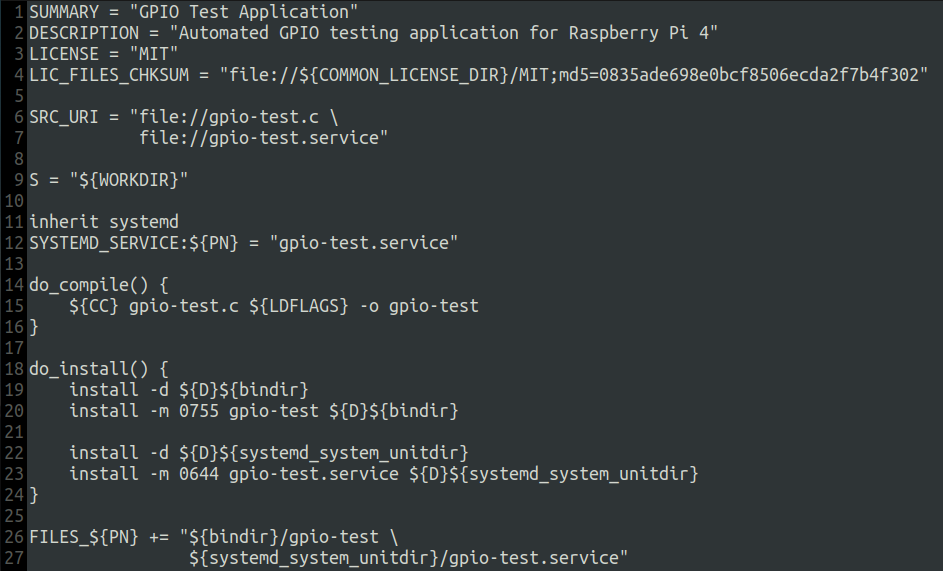 1 SUMMARY = "GPIO Test Application"
2 DESCRIPTION = "Automated GPIO testing application for Raspberry Pi 4"
3 LICENSE = "MIT"
4 LIC_FILES_CHKSUM = "file://${COMMON_LICENSE_DIR}/MIT;md5=0835ade698e0bcf8506ecda2f7b4f302"
5
6 SRC_URI = "file://gpio-test.c \
7            file://gpio-test.service"
8
9 S = "${WORKDIR}"
10
11 inherit systemd
12 SYSTEMD_SERVICE:${PN} = "gpio-test.service"
13
14 do_compile() {
15     ${CC} gpio-test.c ${LDFLAGS} -o gpio-test
16 }
17
18 do_install() {
19     install -d ${D}${bindir}
20     install -m 0755 gpio-test ${D}${bindir}
21
22     install -d ${D}${systemd_system_unitdir}
23     install -m 0644 gpio-test.service ${D}${systemd_system_unitdir}
24 }
25
26 FILES_${PN} += "${bindir}/gpio-test \
27                 ${systemd_system_unitdir}/gpio-test.service"